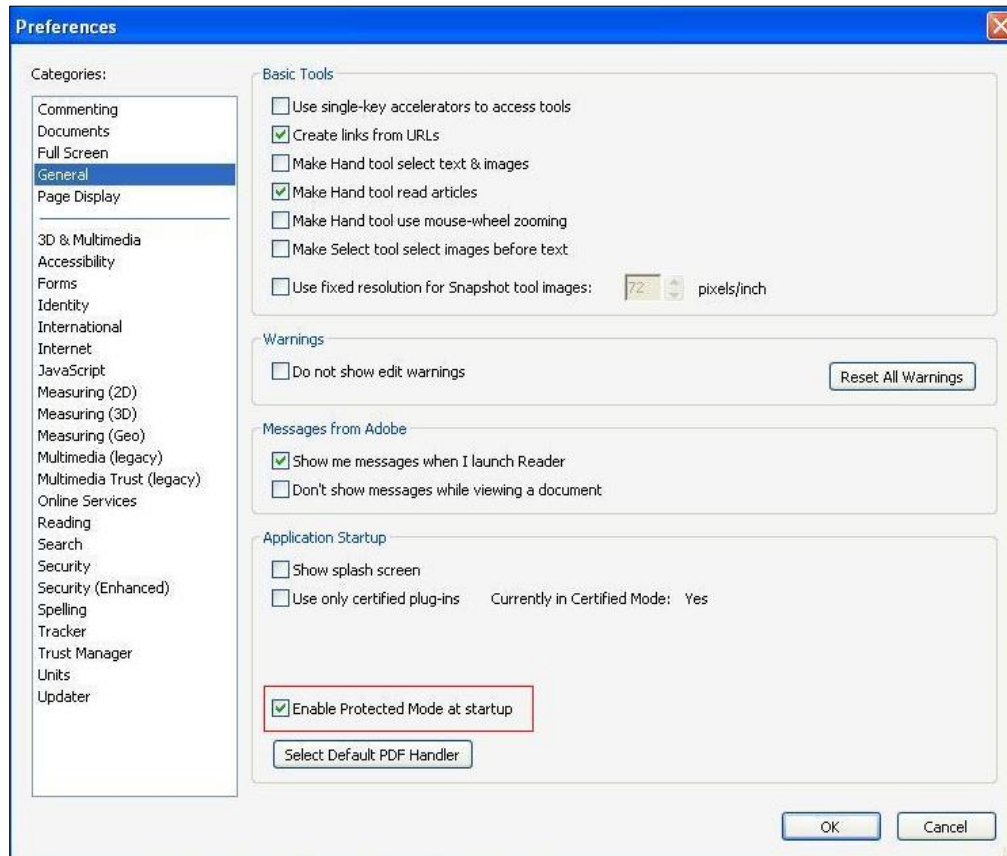 Preferences
Categories:
Commenting
Documents
Full Screen
General
Page Display
3D & Multimedia
Accessibility
Forms
Identity
International
Internet
JavaScript
Measuring (2D)
Measuring (3D)
Measuring (Geo)
Multimedia (legacy)
Multimedia Trust (legacy)
Online Services
Reading
Search
Security
Security (Enhanced)
Spelling
Tracker
Trust Manager
Units
Updater
Basic Tools
Use single-key accelerators to access tools
Create links from URLs
Make Hand tool select text & images
Make Hand tool read articles
Make Hand tool use mouse-wheel zooming
Make Select tool select images before text
Use fixed resolution for Snapshot tool images: 72 pixels/inch
Warnings
Do not show edit warnings Reset All Warnings
Messages from Adobe
Show me messages when I launch Reader
Don't show messages while viewing a document
Application Startup
Show splash screen
Use only certified plug-ins Currently in Certified Mode: Yes
Enable Protected Mode at startup
Select Default PDF Handler
OK Cancel